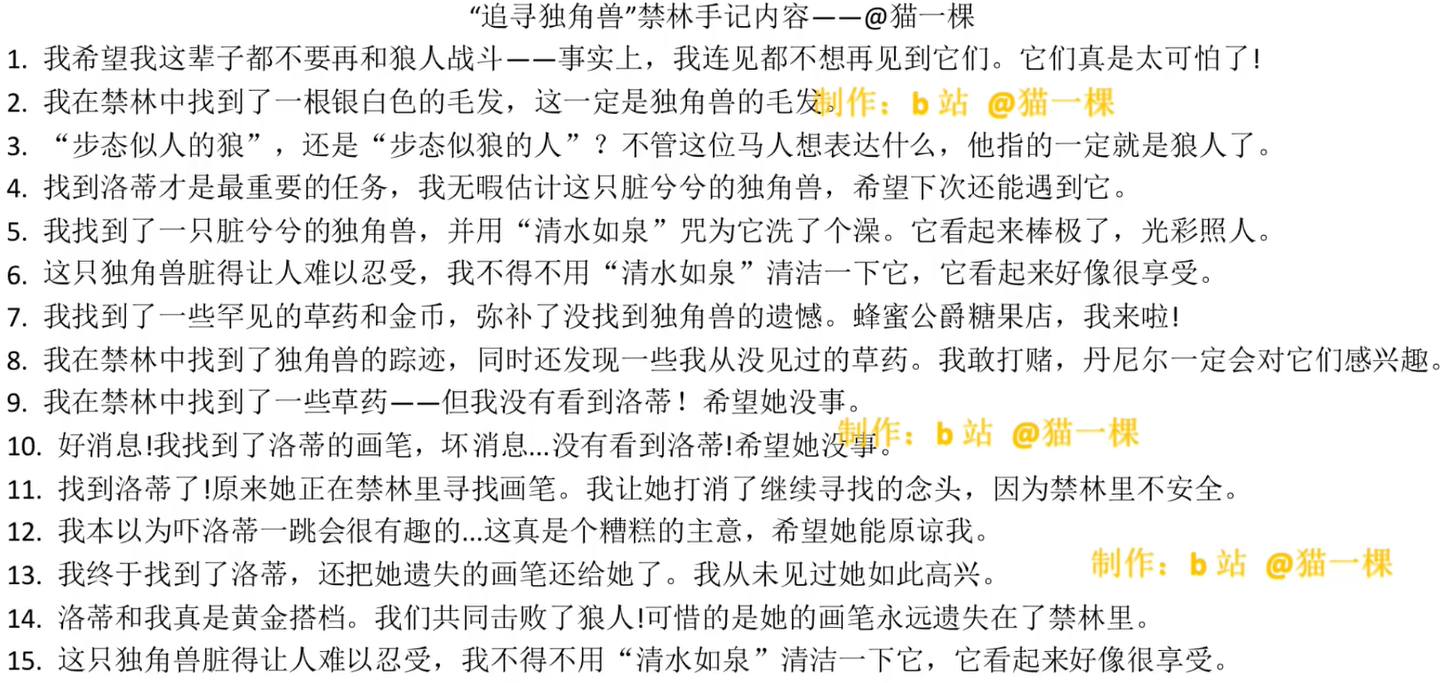 “追寻独角兽”禁林手记内容——@猫一棵
1. 我希望我这辈子都不要再和狼人战斗——事实上，我连见都不想再见到它们。它们真是太可怕了!
2. 我在禁林中找到了一根银白色的毛发，这一定是独角兽的毛发。
制作：b 站 @猫一棵
3. “步态似人的狼”，还是“步态似狼的人”？不管这位马人想表达什么，他指的一定就是狼人了。
4. 找到洛蒂才是最重要的任务，我无暇估计这只脏兮兮的独角兽，希望下次还能遇到它。
5. 我找到了一只脏兮兮的独角兽，并用“清水如泉”咒为它洗了个澡。它看起来棒极了，光彩照人。
6. 这只独角兽脏得让人难以忍受，我不得不用“清水如泉”清洁一下它，它看起来好像很享受。
7. 我找到了一些罕见的草药和金币，弥补了没找到独角兽的遗憾。蜂蜜公爵糖果店，我来啦!
8. 我在禁林中找到了独角兽的踪迹，同时还发现一些我从没见过的草药。我敢打赌，丹尼尔一定会对它们感兴趣。
9. 我在禁林中找到了一些草药——但我没有看到洛蒂！希望她没事。
10. 好消息!我找到了洛蒂的画笔，坏消息...没有看到洛蒂!希望她没事。
制作：b 站 @猫一棵
11. 找到洛蒂了!原来她正在禁林里寻找画笔。我让她打消了继续寻找的念头，因为禁林里不安全。
12. 我本以为吓洛蒂一跳会很有趣的...这真是个糟糕的主意，希望她能原谅我。
制作：b 站 @猫一棵
13. 我终于找到了洛蒂，还把她遗失的画笔还给她了。我从未见过她如此高兴。
14. 洛蒂和我真是黄金搭档。我们共同击败了狼人!可惜的是她的画笔永远遗失在了禁林里。
15. 这只独角兽脏得让人难以忍受，我不得不用“清水如泉”清洁一下它，它看起来好像很享受。